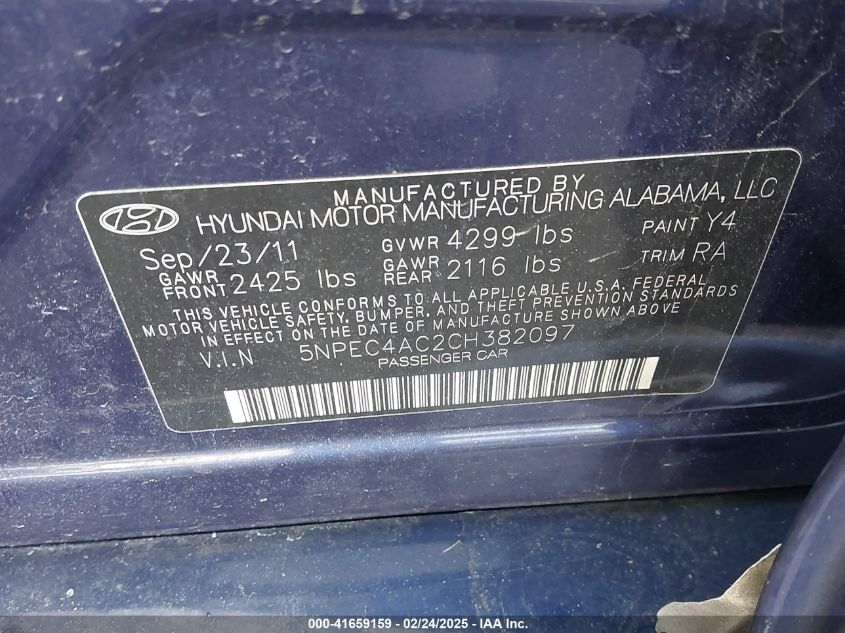 MANUFACTURED BY
HYUNDAI MOTOR MANUFACTURING ALABAMA, LLC
Sep/23/11 GVWR 4299 lbs PAINT Y4
GAWR FRONT 2425 lbs GAWR REAR 2116 lbs TRIM RA
THIS VEHICLE CONFORMS TO ALL APPLICABLE U.S.A. FEDERAL
MOTOR VEHICLE SAFETY, BUMPER, AND THEFT PREVENTION STANDARDS
IN EFFECT ON THE DATE OF MANUFACTURE SHOWN ABOVE
V.I.N 5NPEC4AC2CH382097
PASSENGER CAR
000-41659159 - 02/24/2025 - IAA Inc.